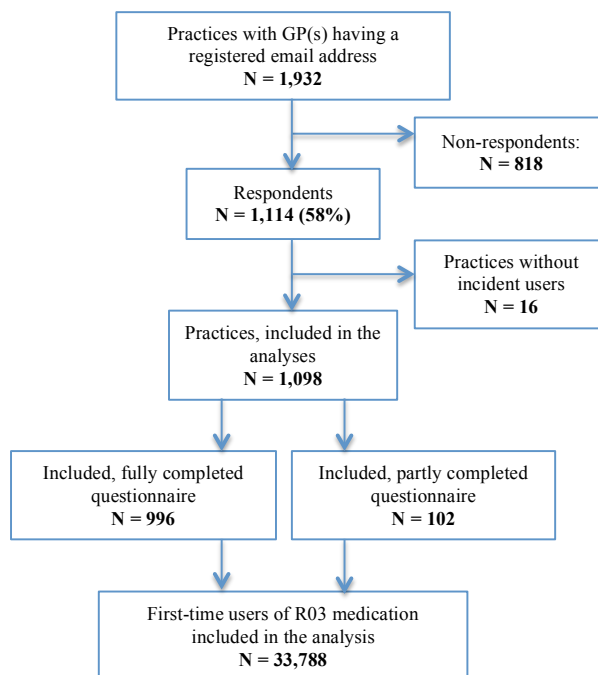 Practices with GP(s) having a
registered email address
N = 1,932
Non-respondents:
N = 818
Respondents
N = 1,114 (58%)
Practices without
incident users
N = 16
Practices, included in the
analyses
N = 1,098
Included, fully completed
questionnaire
N = 996
Included, partly completed
questionnaire
N = 102
First-time users of R03 medication
included in the analysis
N = 33,788